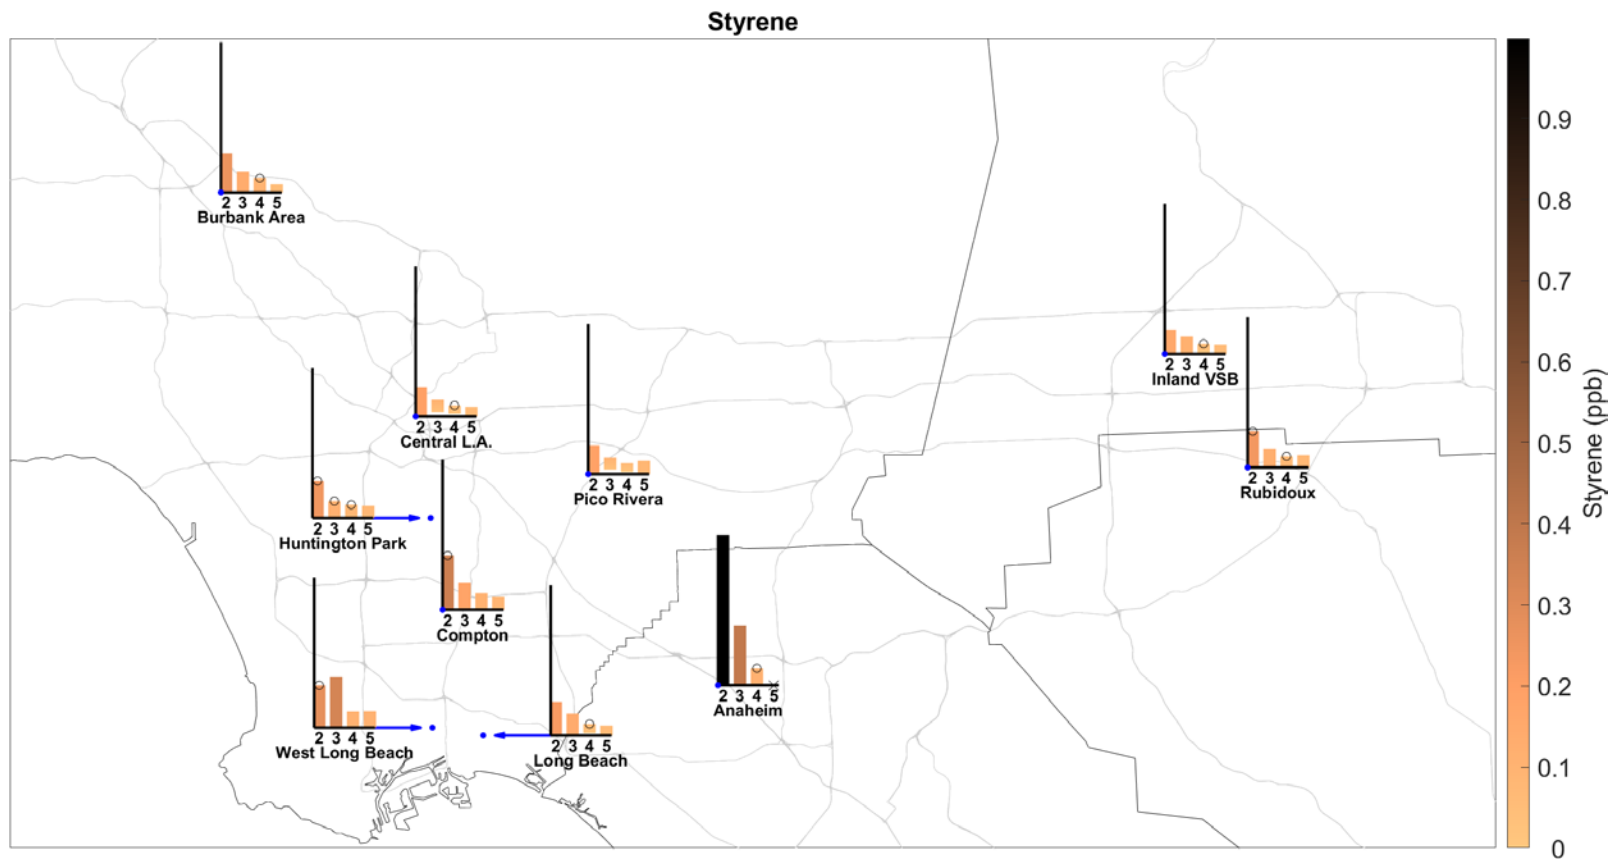 Styrene
2 3 4 5
Burbank Area
2 3 4 5
Inland VSB
2 3 4 5
Central L.A.
2 3 4 5
Pico Rivera
2 3 4 5
Rubidoux
2 3 4 5
Huntington Park
2 3 4 5
Compton
2 3 4 5
Anaheim
2 3 4 5
West Long Beach
2 3 4 5
Long Beach
0.9
0.8
0.7
0.6
0.5
0.4
0.3
0.2
0.1
0
Styrene (ppb)